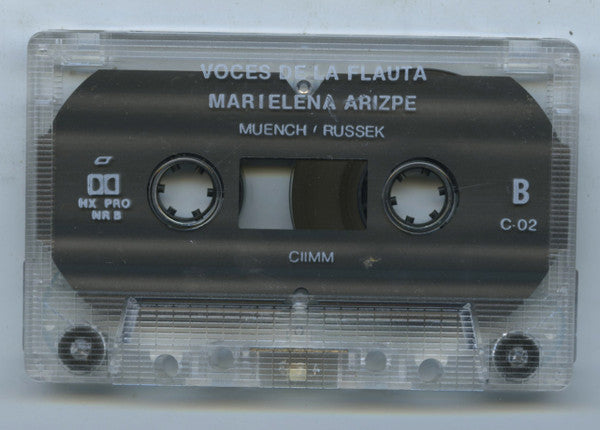 VOCES DE LA FLAUTA
MARIELENA ARIZPE
MUENCH / RUSSEK
HX PRO
NR B
B
C-02
CIIMM